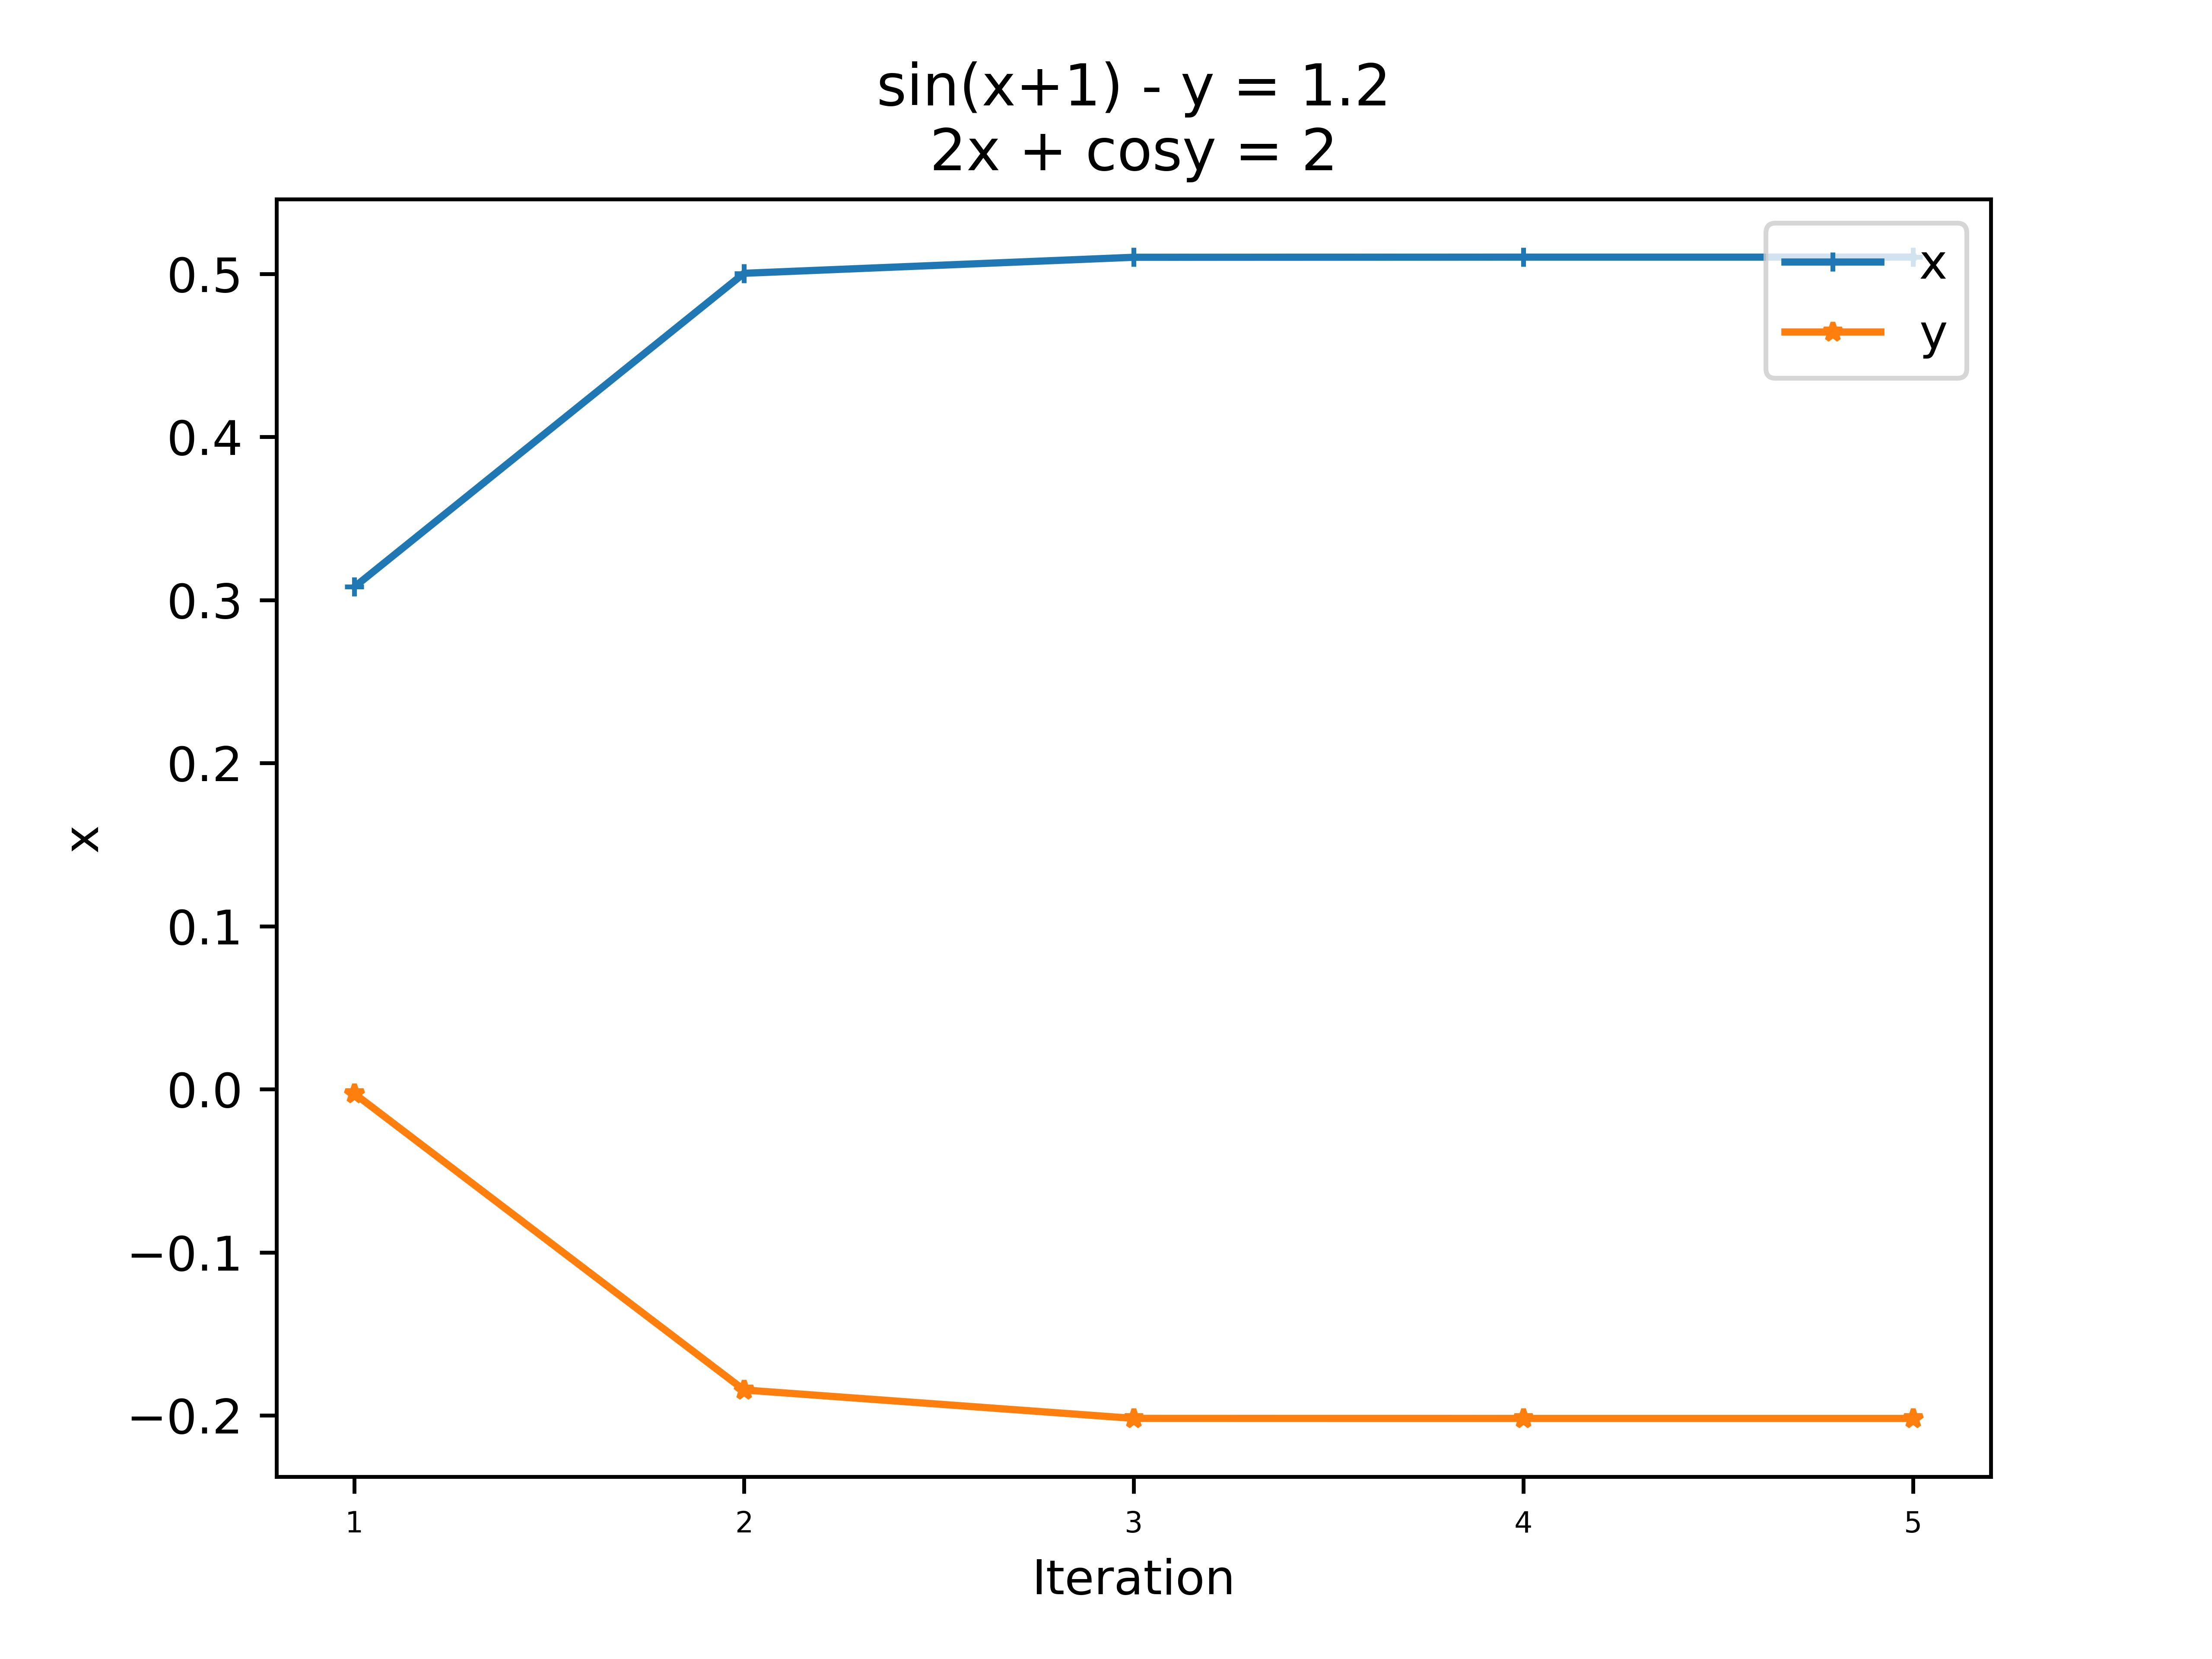 sin(x+1) - y = 1.2
2x + cosy = 2
x
y
0.5
0.4
0.3
0.2
0.1
0.0
−0.1
−0.2
x
1 2 3 4 5
Iteration